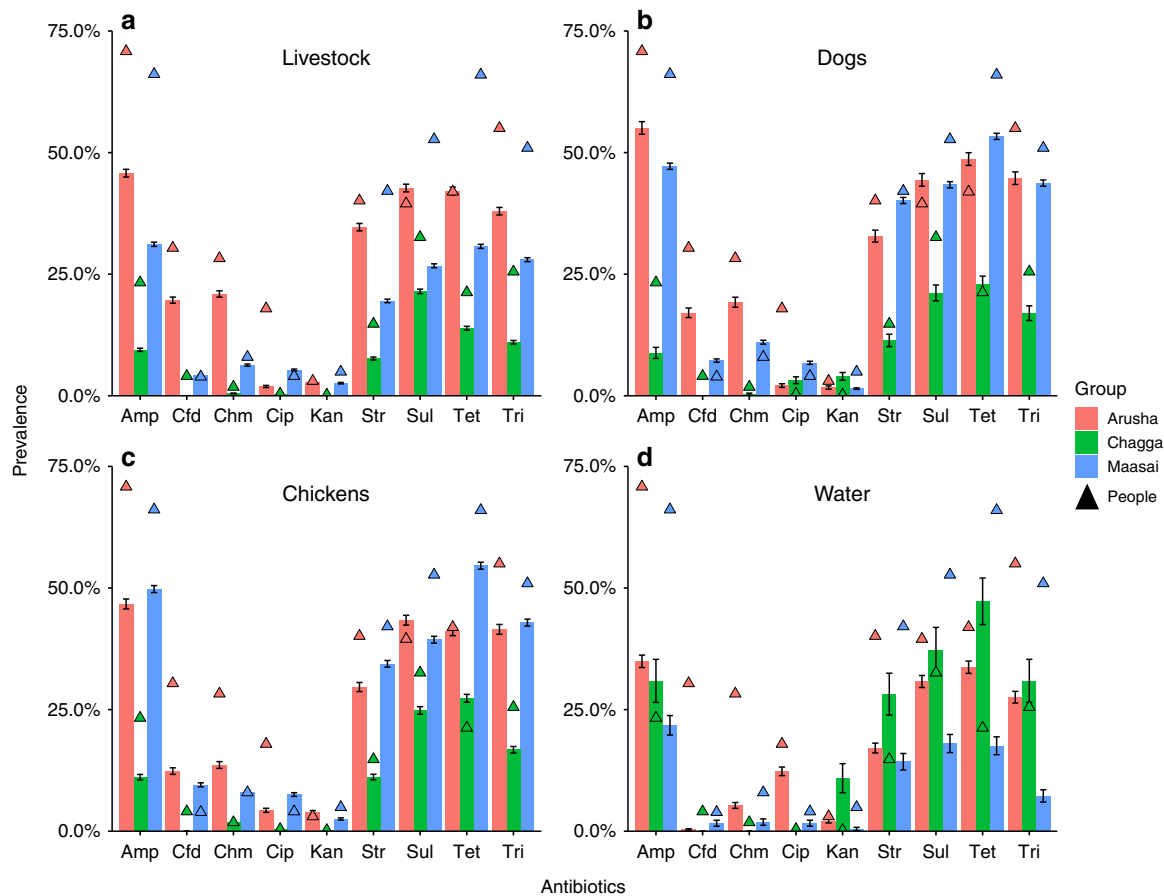 a
b
75.0%
50.0%
25.0%
0.0%
Livestock
Amp Cfd Chm Cip Kan Str Sul Tet Tri
75.0%
50.0%
25.0%
0.0%
Dogs
Amp Cfd Chm Cip Kan Str Sul Tet Tri
c
d
75.0%
50.0%
25.0%
0.0%
Chickens
Amp Cfd Chm Cip Kan Str Sul Tet Tri
75.0%
50.0%
25.0%
0.0%
Water
Amp Cfd Chm Cip Kan Str Sul Tet Tri
Prevalence
Antibiotics
Group
Arusha
Chagga
Maasai
People